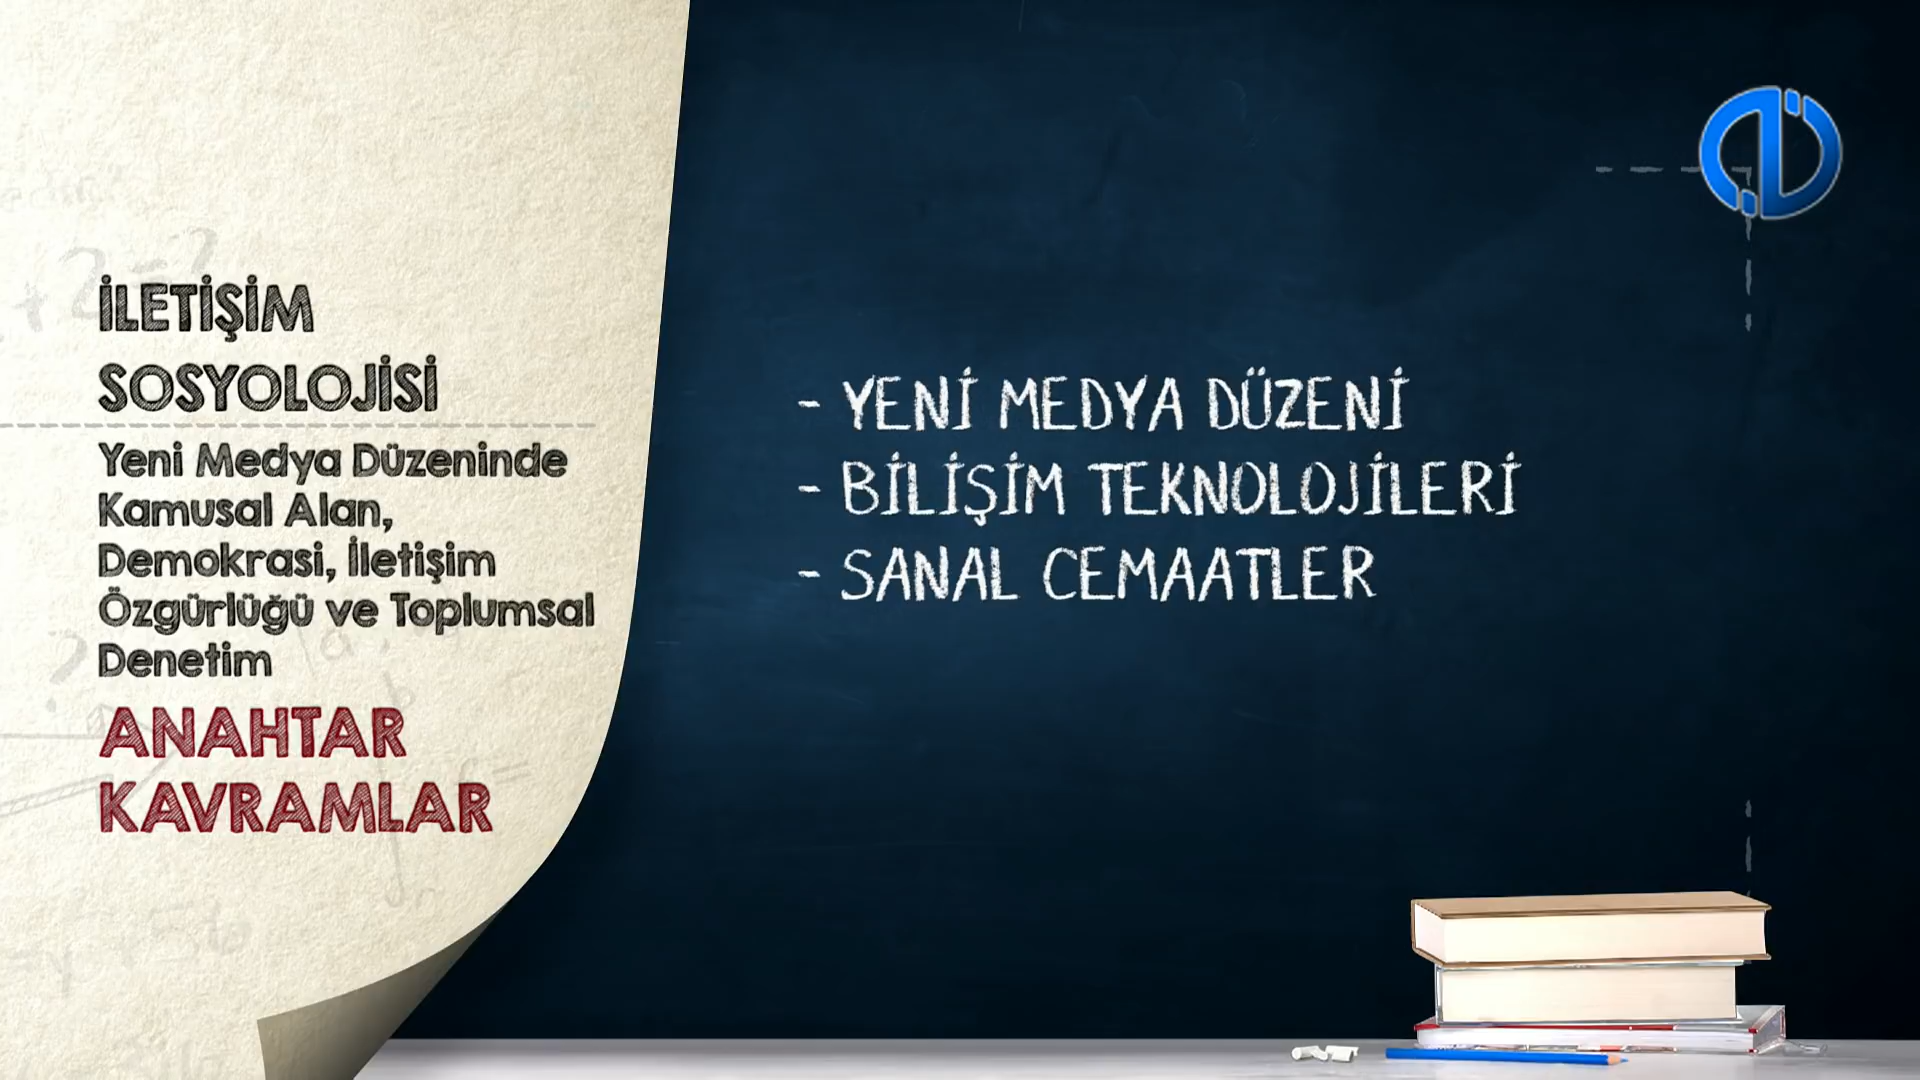 İLETİŞİM
SOSYOLOJİSİ
Yeni Medya Düzeninde
Kamusal Alan,
Demokrasi, İletişim
Özgürlüğü ve Toplumsal
Denetim
ANAHTAR
KAVRAMLAR
- YENİ MEDYA DÜZENİ
- BİLİŞİM TEKNOLOJİLERİ
- SANAL CEMAATLER